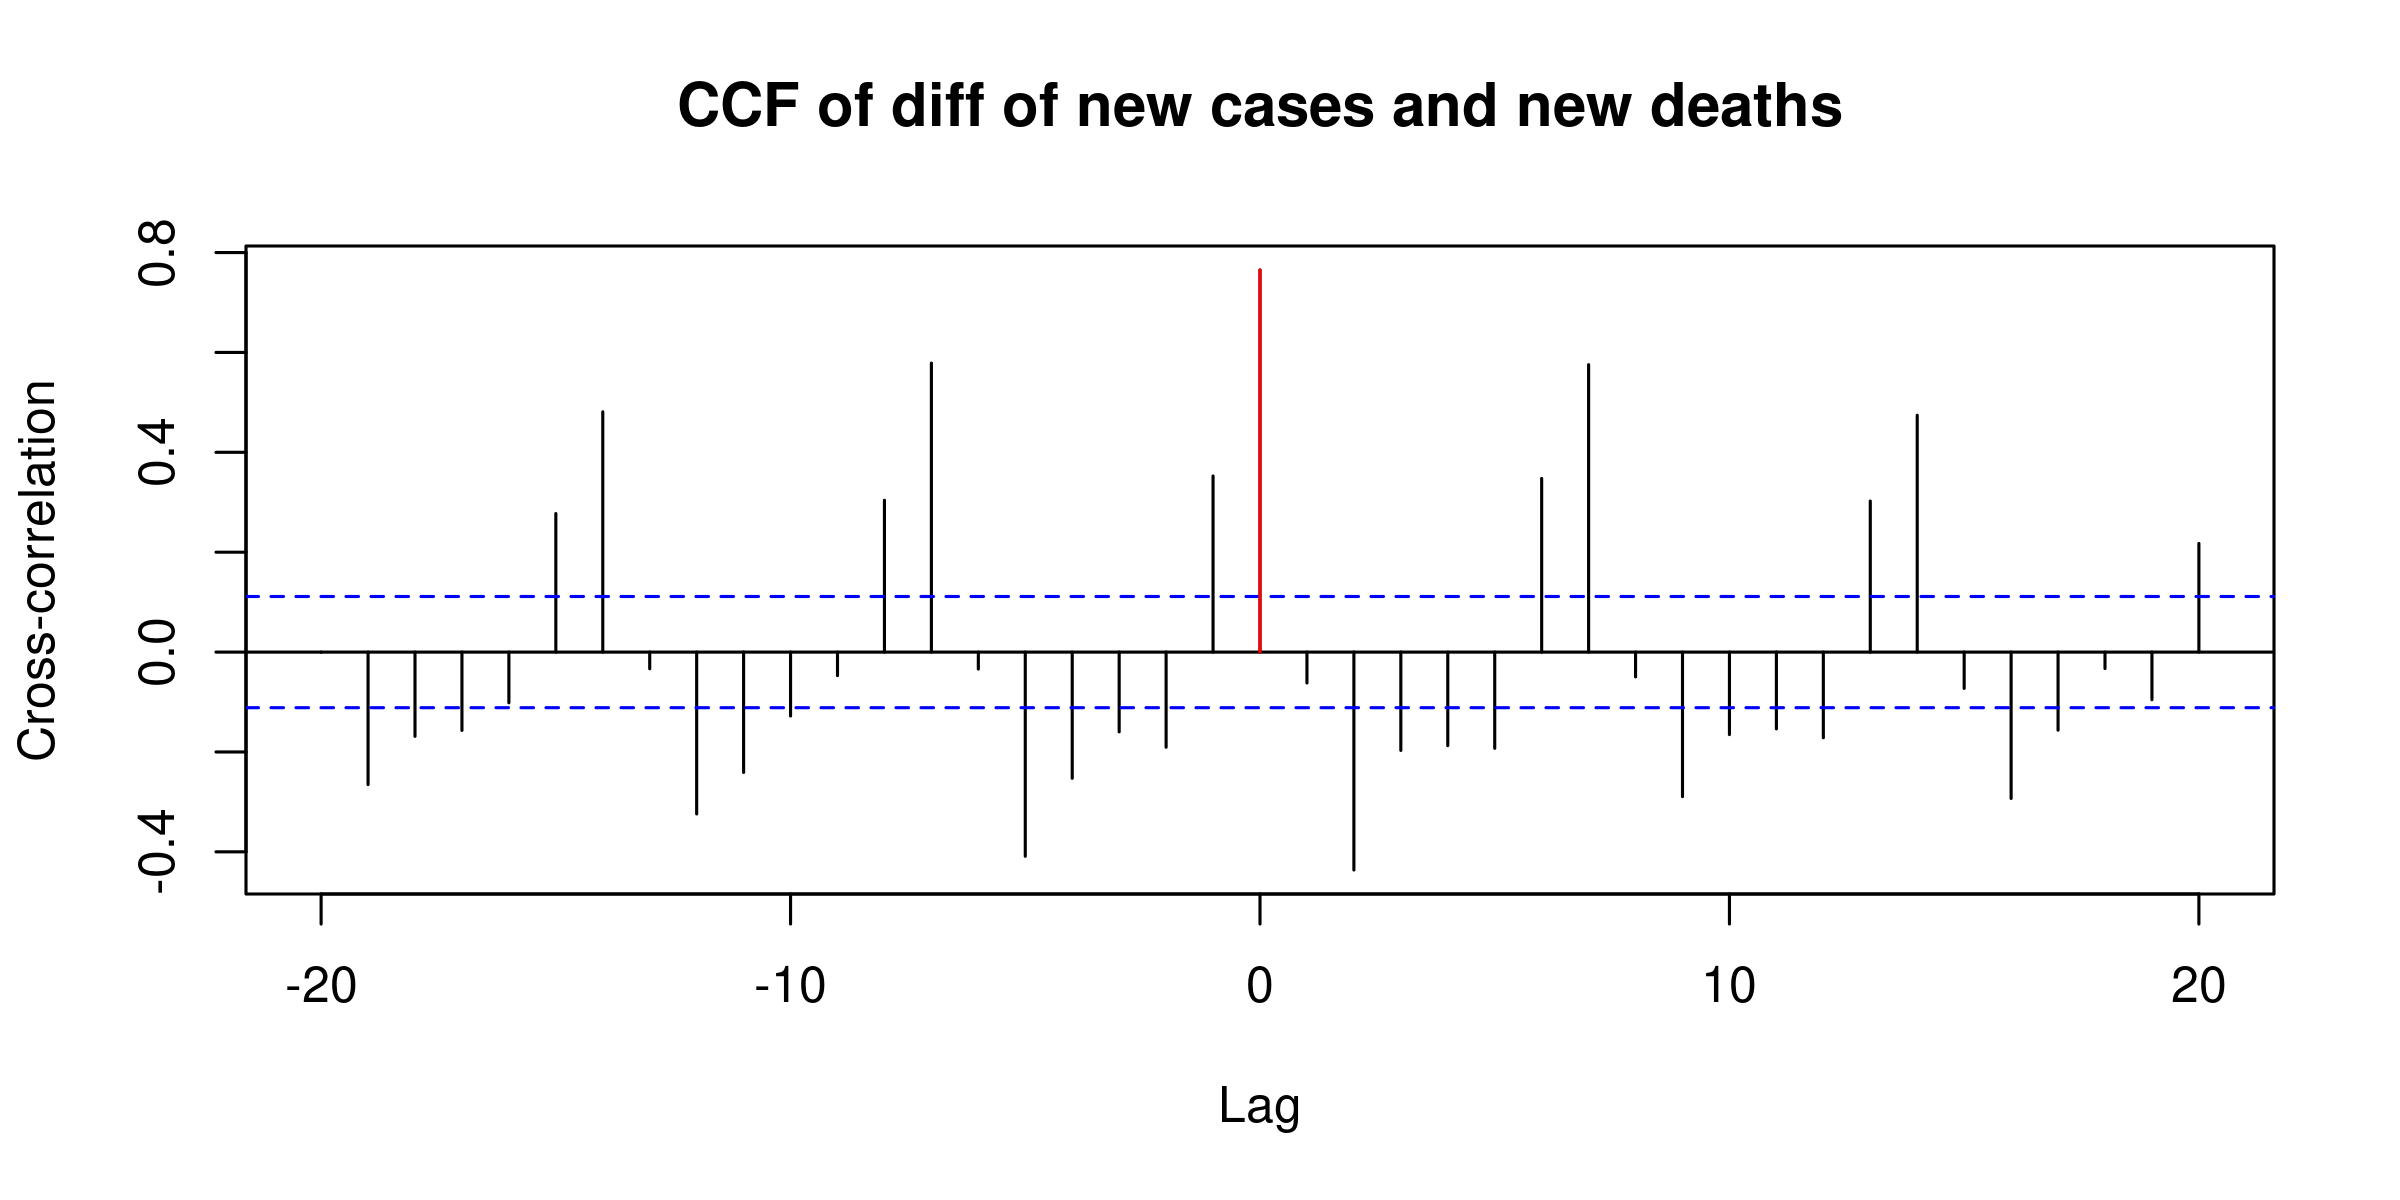 CCF of diff of new cases and new deaths
Cross-correlation
0.8
0.4
0.0
-0.4
-20 -10 0 10 20
Lag